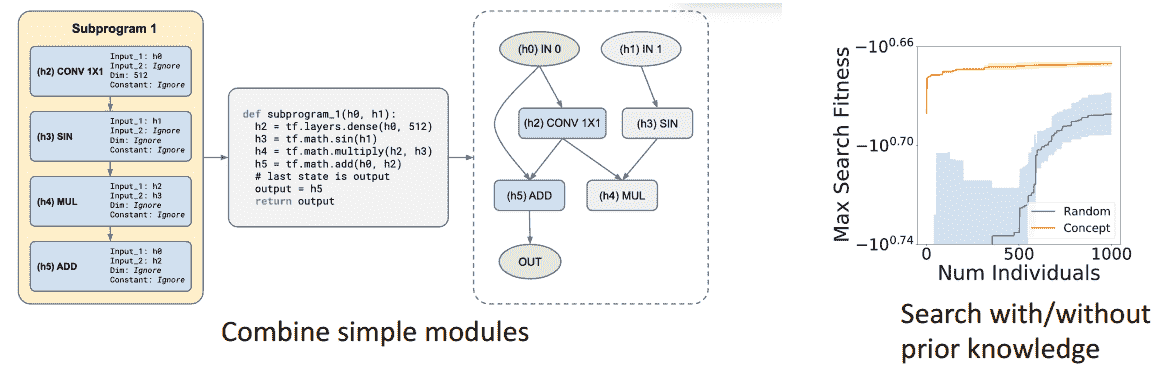 Subprogram 1
(h2) CONV 1X1
Input_1: h0
Input_2: Ignore
Dim: 512
Constant: Ignore
(h3) SIN
Input_1: h1
Input_2: Ignore
Dim: Ignore
Constant: Ignore
(h4) MUL
Input_1: h2
Input_2: h3
Dim: Ignore
Constant: Ignore
(h5) ADD
Input_1: h0
Input_2: h2
Dim: Ignore
Constant: Ignore
def subprogram_1(h0, h1):
h2 = tf.layers.dense(h0, 512)
h3 = tf.math.sin(h1)
h4 = tf.math.multiply(h2, h3)
h5 = tf.math.add(h0, h2)
# last state is output
output = h5
return output
(h0) IN 0
(h1) IN 1
(h2) CONV 1X1
(h3) SIN
(h5) ADD
(h4) MUL
OUT
Combine simple modules
Max Search Fitness
-10^0.66
-10^0.70
-10^0.74
Random
Concept
0 500 1000
Num Individuals
Search with/without
prior knowledge